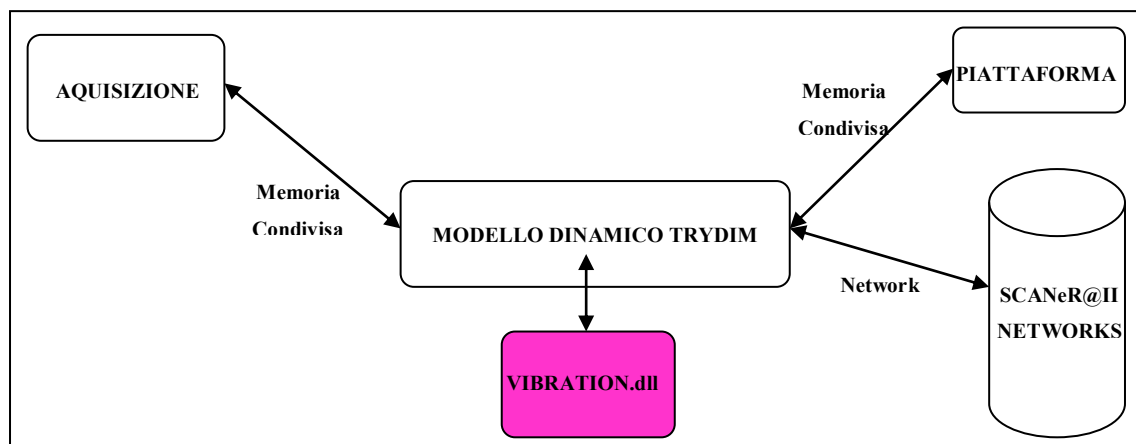 AQUISIZIONE
PIATTAFORMA
Memoria
Condivisa
Memoria
Condivisa
MODELLO DINAMICO TRYDIM
Network
SCANeR@II
NETWORKS
VIBRATION.dll